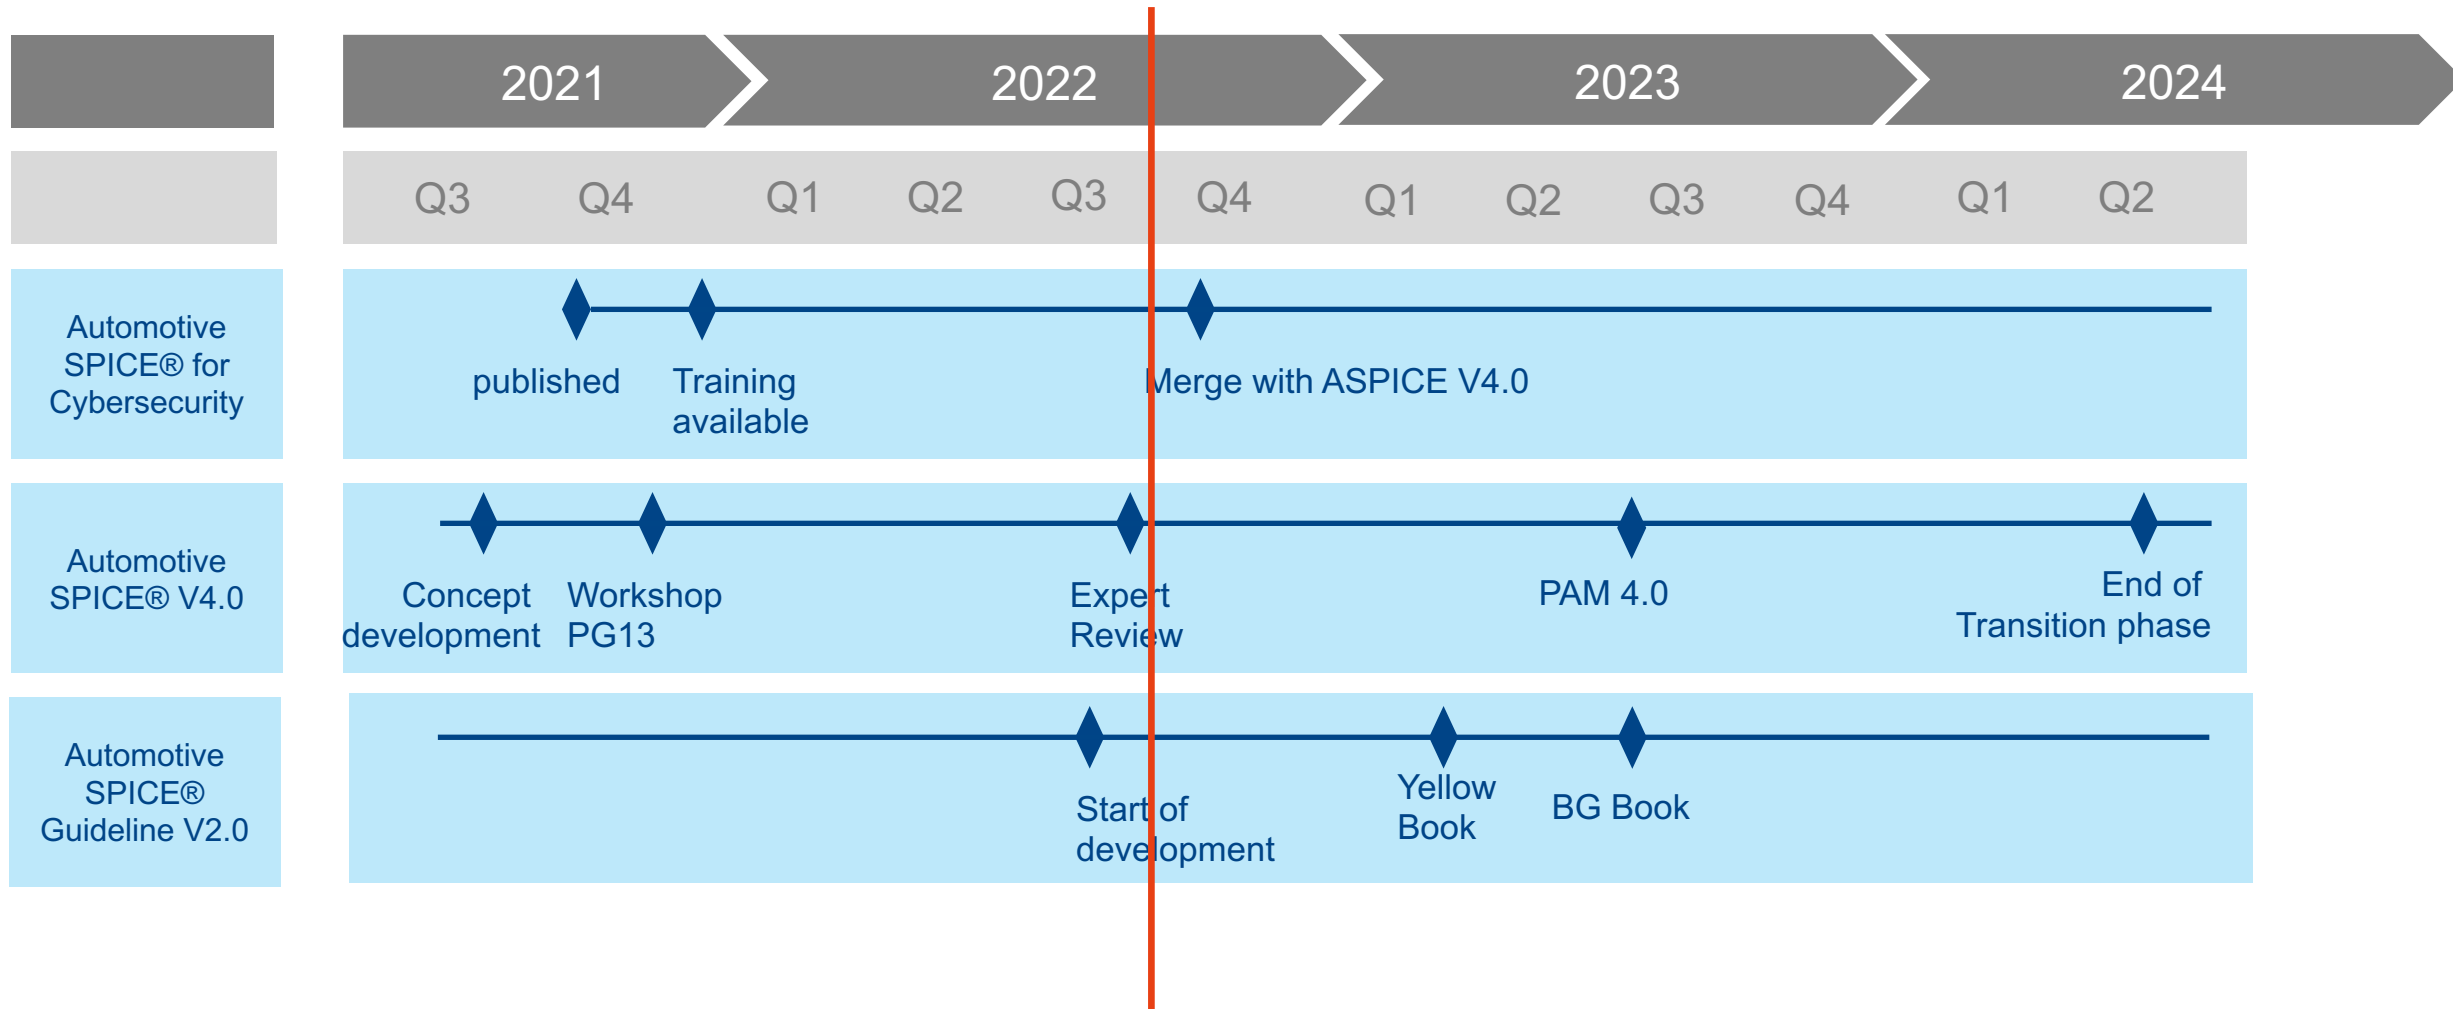 2021 2022 2023 2024
Q3 Q4 Q1 Q2 Q3 Q4 Q1 Q2 Q3 Q4 Q1 Q2
Automotive
SPICE® for
Cybersecurity
published
Training
available
Merge with ASPICE V4.0
Automotive
SPICE® V4.0
Concept
development
Workshop
PG13
Expert
Review
PAM 4.0
End of
Transition phase
Automotive
SPICE®
Guideline V2.0
Start of
development
Yellow
Book
BG Book